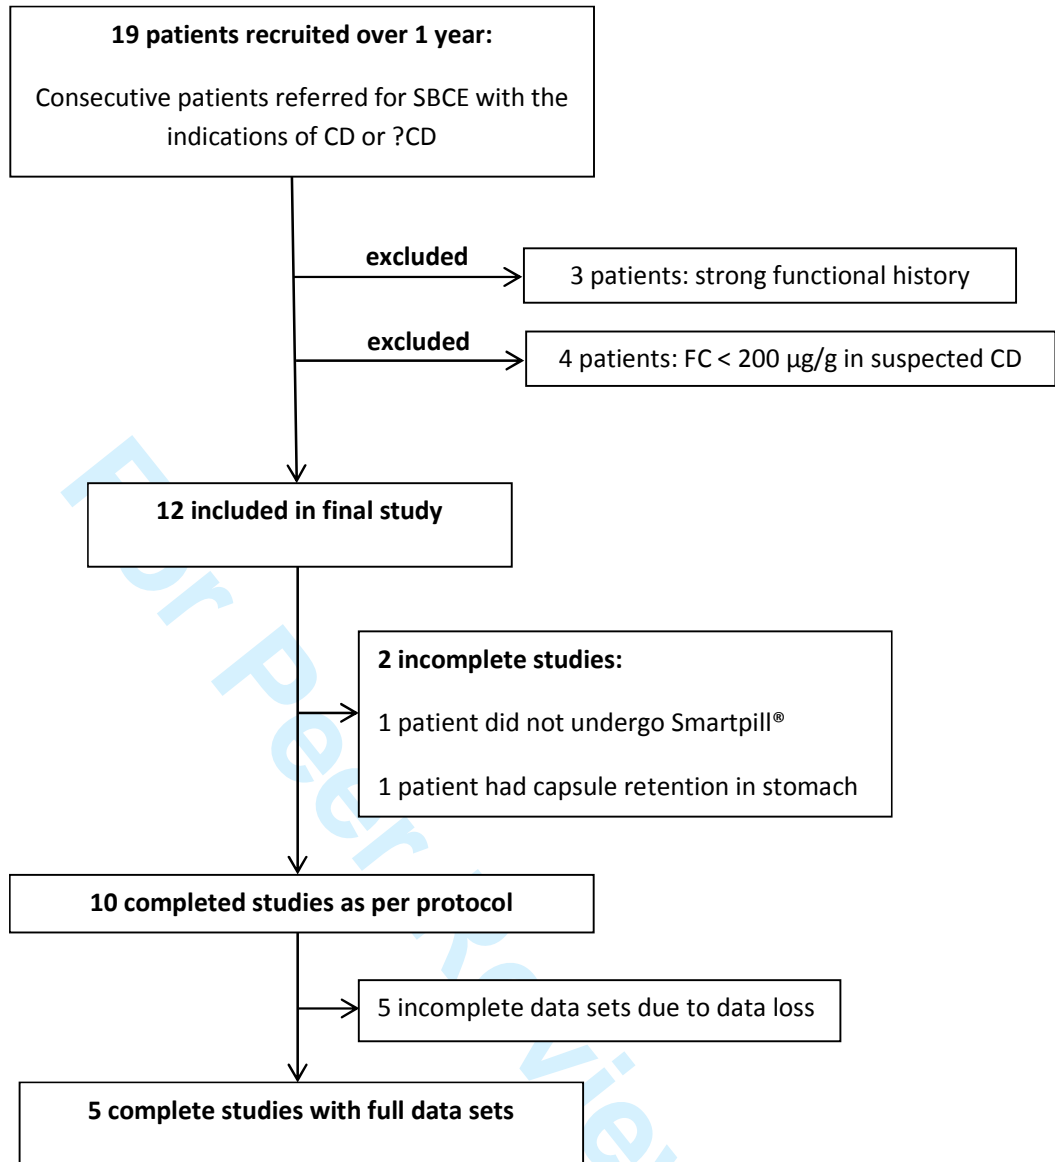 19 patients recruited over 1 year:
Consecutive patients referred for SBCE with the
indications of CD or ?CD
excluded
3 patients: strong functional history
excluded
4 patients: FC < 200 µg/g in suspected CD
12 included in final study
2 incomplete studies:
1 patient did not undergo Smartpill®
1 patient had capsule retention in stomach
10 completed studies as per protocol
5 incomplete data sets due to data loss
5 complete studies with full data sets
For Peer Review